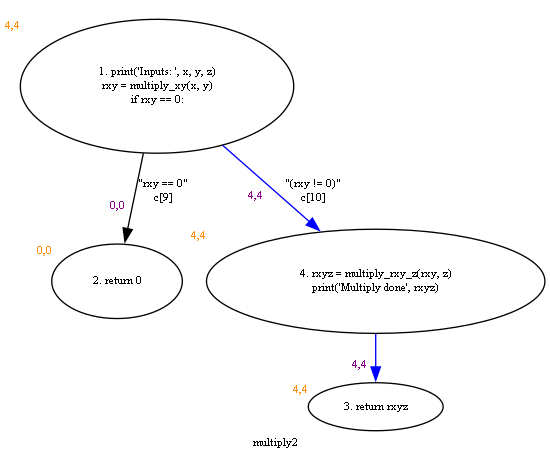 4,4
1. print('Inputs: ', x, y, z)
rxy = multiply_xy(x, y)
if rxy == 0:
"rxy == 0"
c[9]
0,0
"(rxy != 0)"
c[10]
4,4
0,0
2. return 0
4,4
4. rxyz = multiply_rxy_z(rxy, z)
print('Multiply done', rxyz)
4,4
4,4
3. return rxyz
multiply2